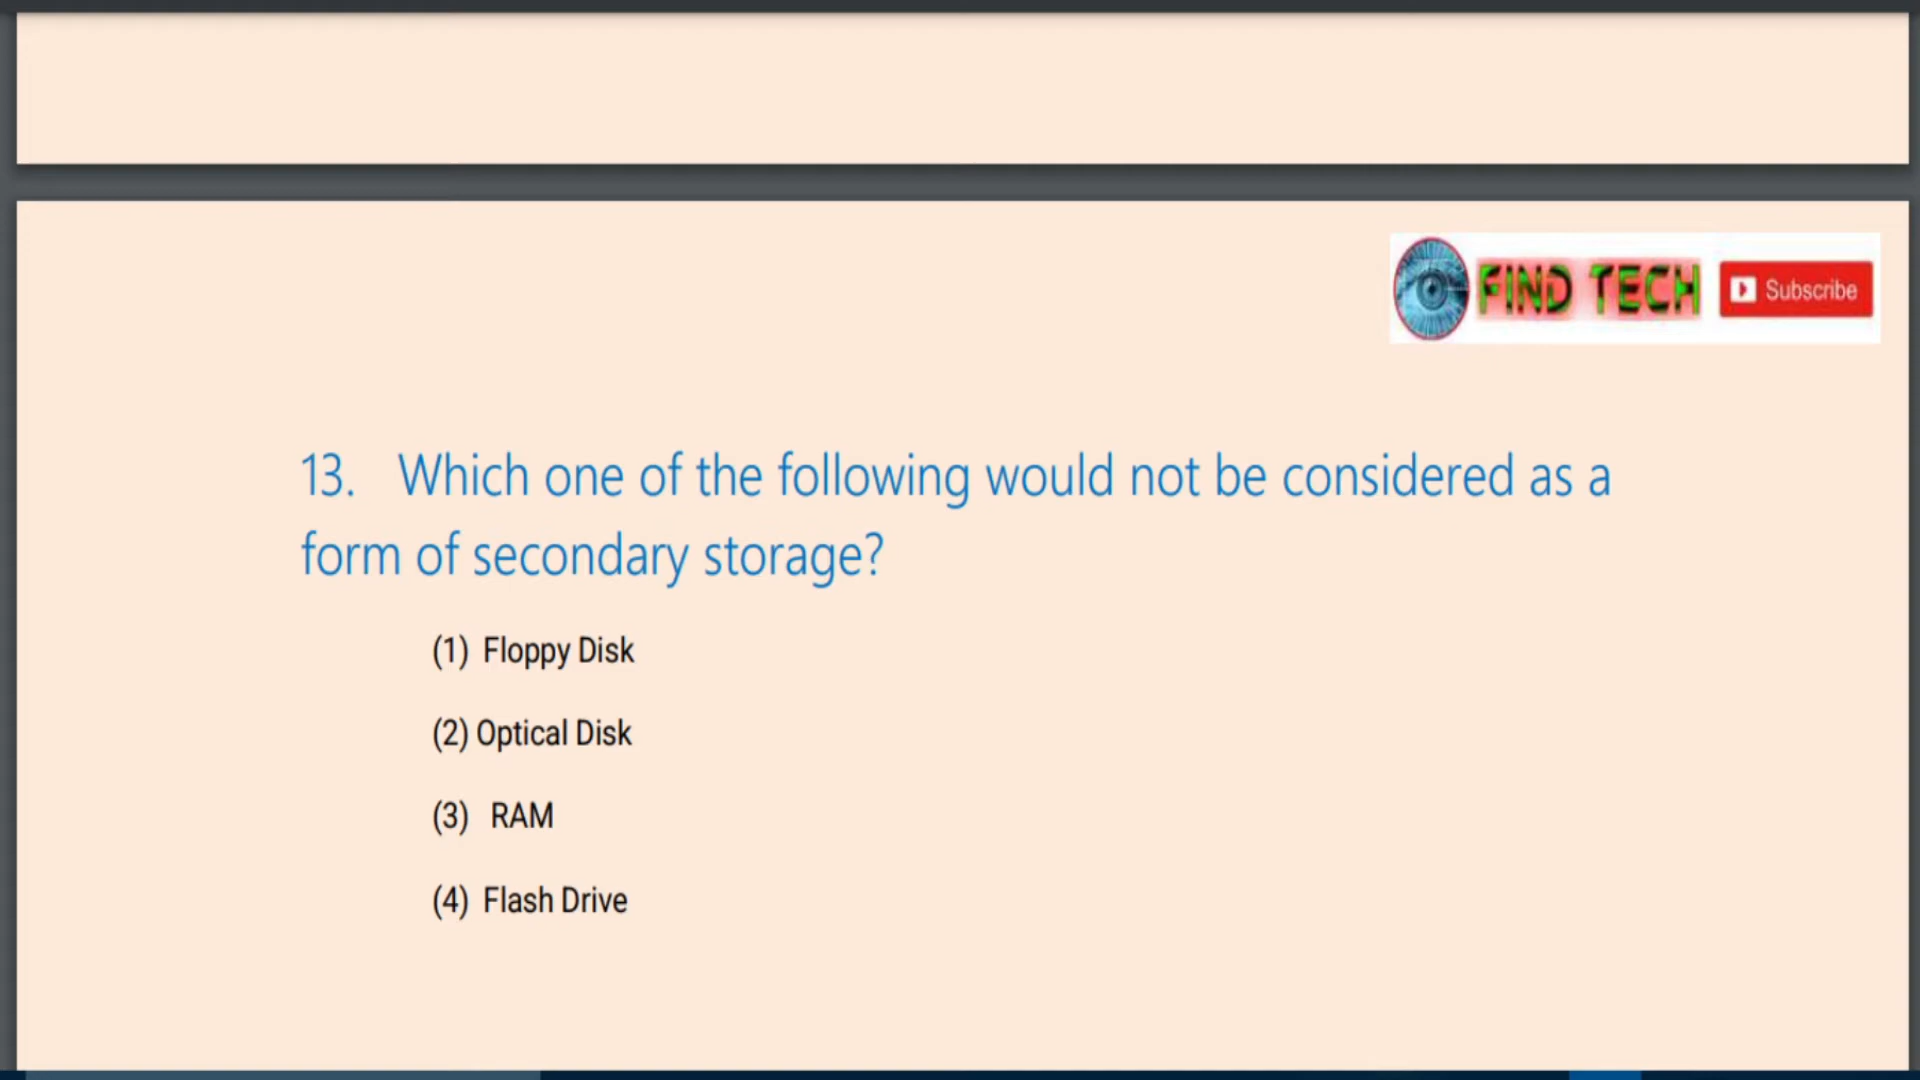 FIND TECH
Subscribe
13. Which one of the following would not be considered as a
form of secondary storage?
(1) Floppy Disk
(2) Optical Disk
(3) RAM
(4) Flash Drive